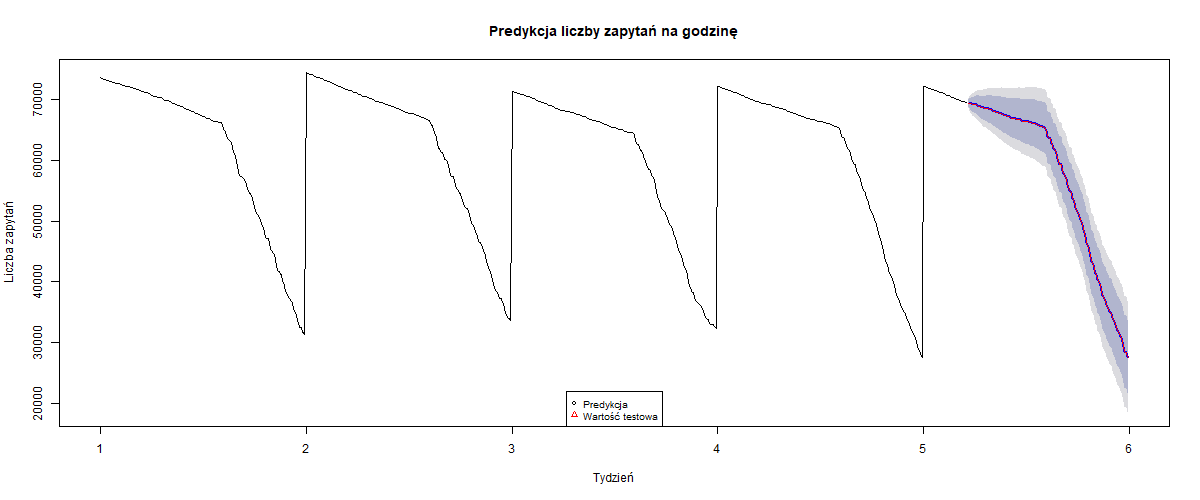 Predykcja liczby zapytań na godzinę
Liczba zapytań
70000
60000
50000
40000
30000
20000
Predykcja
Wartość testowa
1 2 3 4 5 6
Tydzień